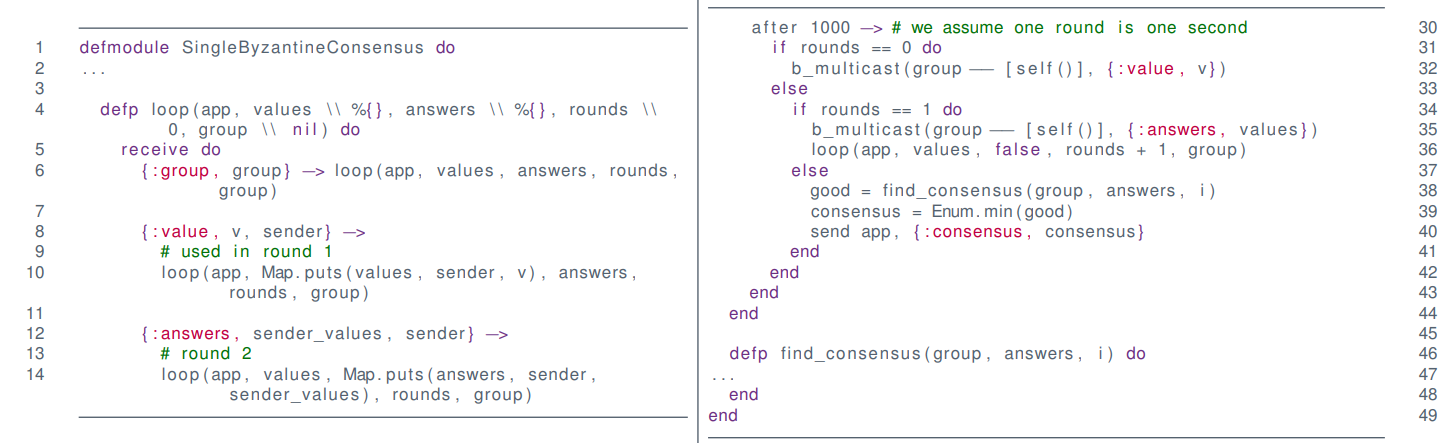 1 defmodule SingleByzantineConsensus do
2 ...
3
4 defp loop(app, values \\ %{}, answers \\ %{}, rounds \\
0, group \\ nil) do
5 receive do
6 {:group, group} —> loop(app, values, answers, rounds,
group)
7
8 {:value, v, sender} —>
9 # used in round 1
10 loop(app, Map.puts(values, sender, v), answers,
rounds, group)
11
12 {:answers, sender_values, sender} —>
13 # round 2
14 loop(app, values, Map.puts(answers, sender,
sender_values), rounds, group)
after 1000 —> # we assume one round is one second 30
if rounds == 0 do 31
b_multicast(group —— [self()], {:value, v}) 32
else 33
if rounds == 1 do 34
b_multicast(group —— [self()], {:answers, values}) 35
loop(app, values, false, rounds + 1, group) 36
else 37
good = find_consensus(group, answers, i) 38
consensus = Enum.min(good) 39
send app, {:consensus, consensus} 40
end 41
end 42
end 43
end 44
45
defp find_consensus(group, answers, i) do 46
... 47
end 48
end 49